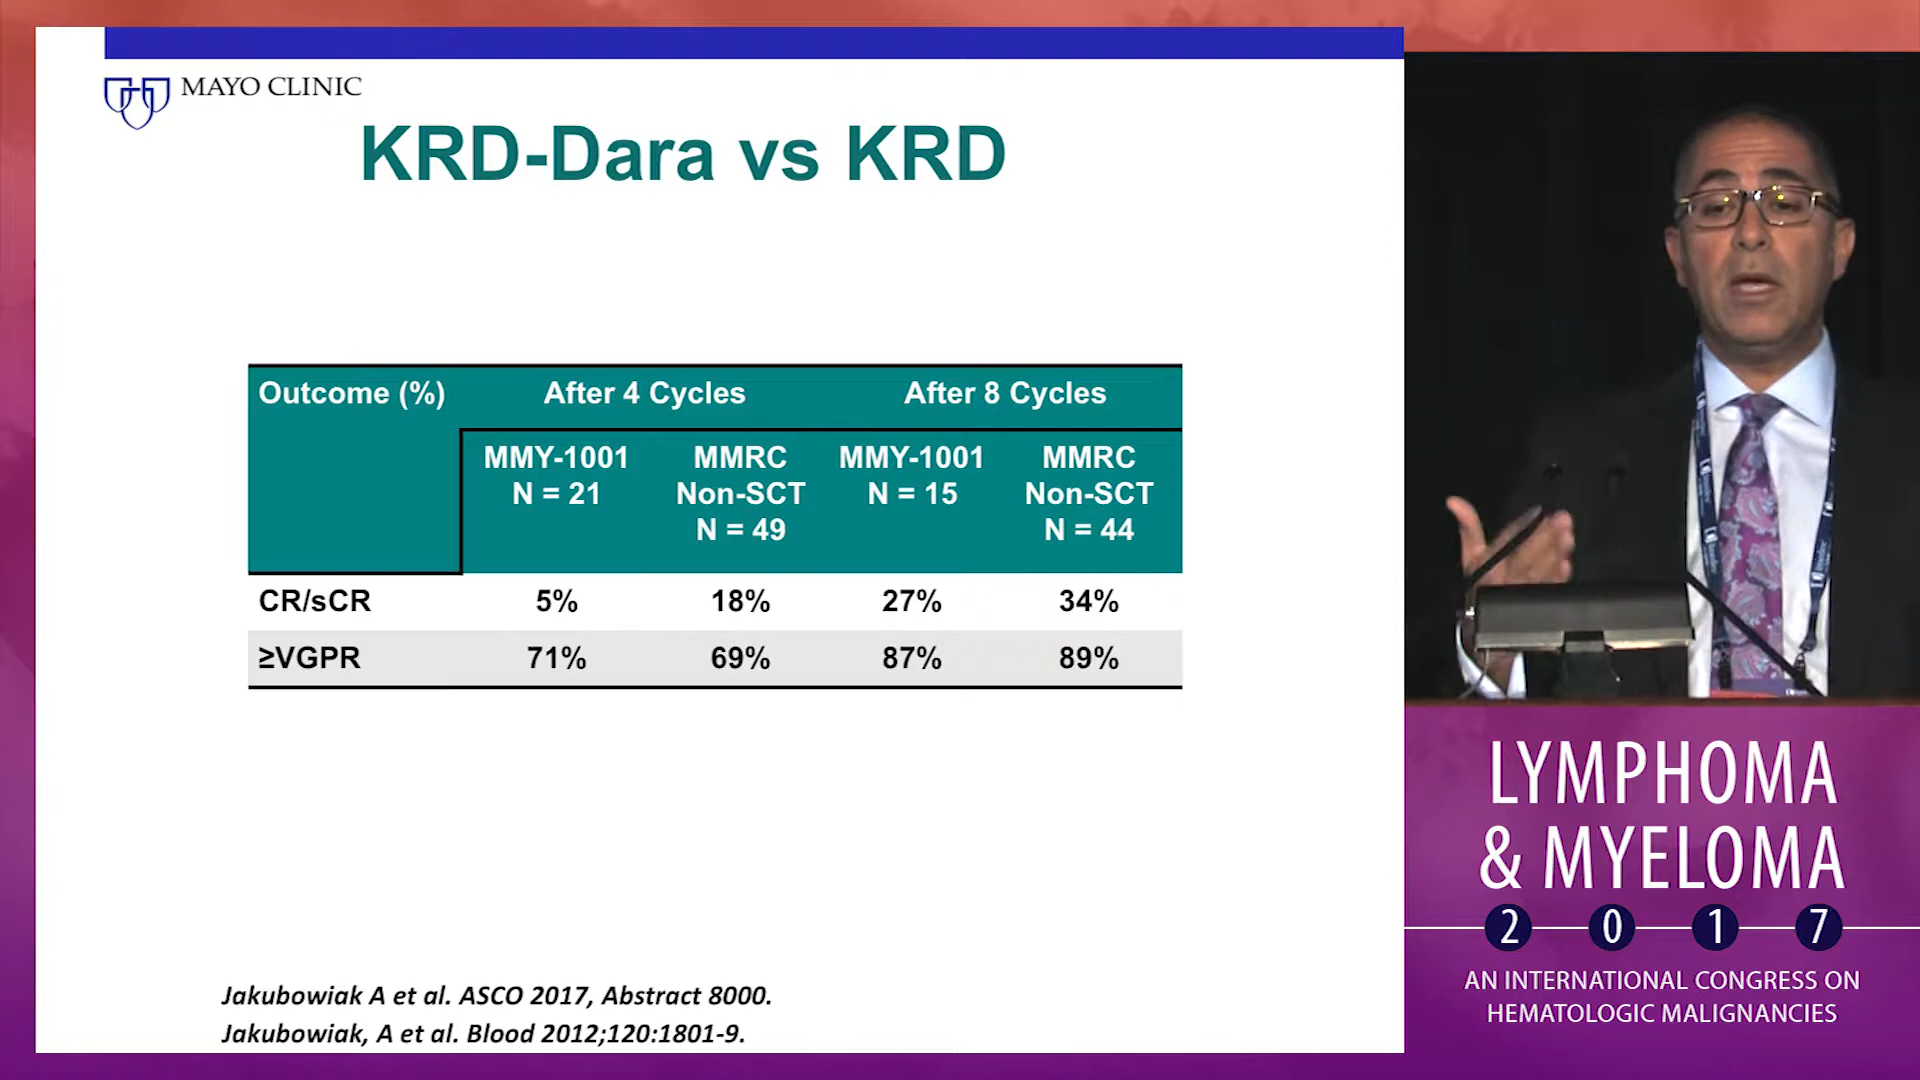 MAYO CLINIC
KRD-Dara vs KRD
Outcome (%) After 4 Cycles After 8 Cycles
MMY-1001 MMRC MMY-1001 MMRC
N = 21 Non-SCT N = 15 Non-SCT
N = 49 N = 44
CR/sCR 5% 18% 27% 34%
≥VGPR 71% 69% 87% 89%
Jakubowiak A et al. ASCO 2017, Abstract 8000.
Jakubowiak, A et al. Blood 2012;120:1801-9.
LYMPHOMA
& MYELOMA
2 0 1 7
AN INTERNATIONAL CONGRESS ON
HEMATOLOGIC MALIGNANCIES